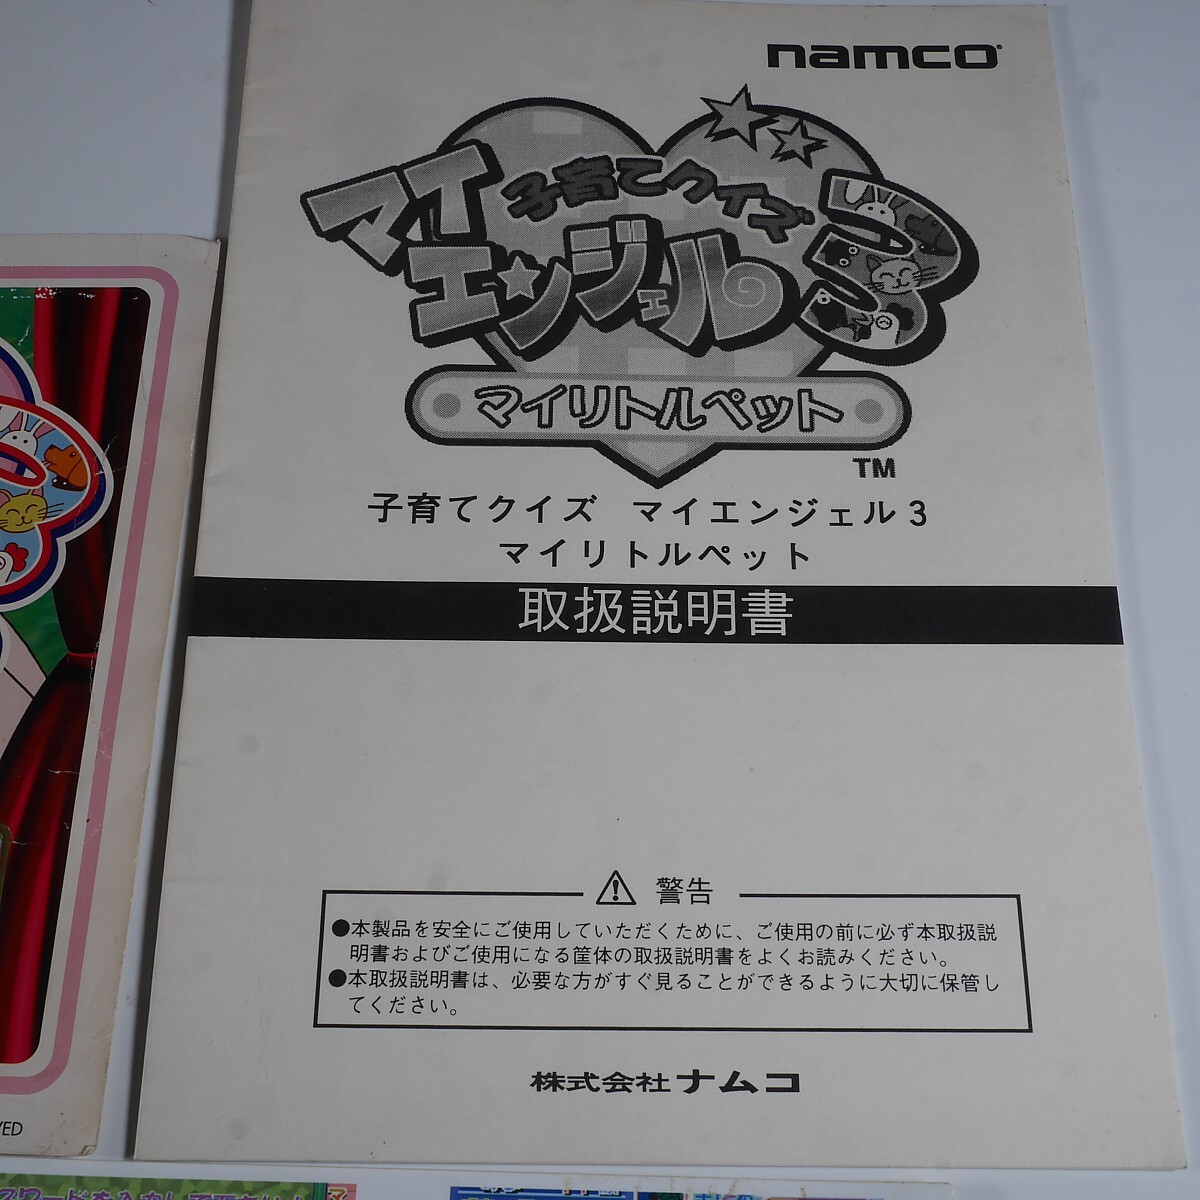 namco
子育てクイズ
マイ
エンジェル3
マイリトルペット
TM
子育てクイズ マイエンジェル3
マイリトルペット
取扱説明書
警告
●本製品を安全にご使用していただくために、ご使用の前に必ず本取扱説
明書およびご使用になる筐体の取扱説明書をよくお読みください。
●本取扱説明書は、必要な方がすぐ見ることができるように大切に保管し
てください。
株式会社ナムコ